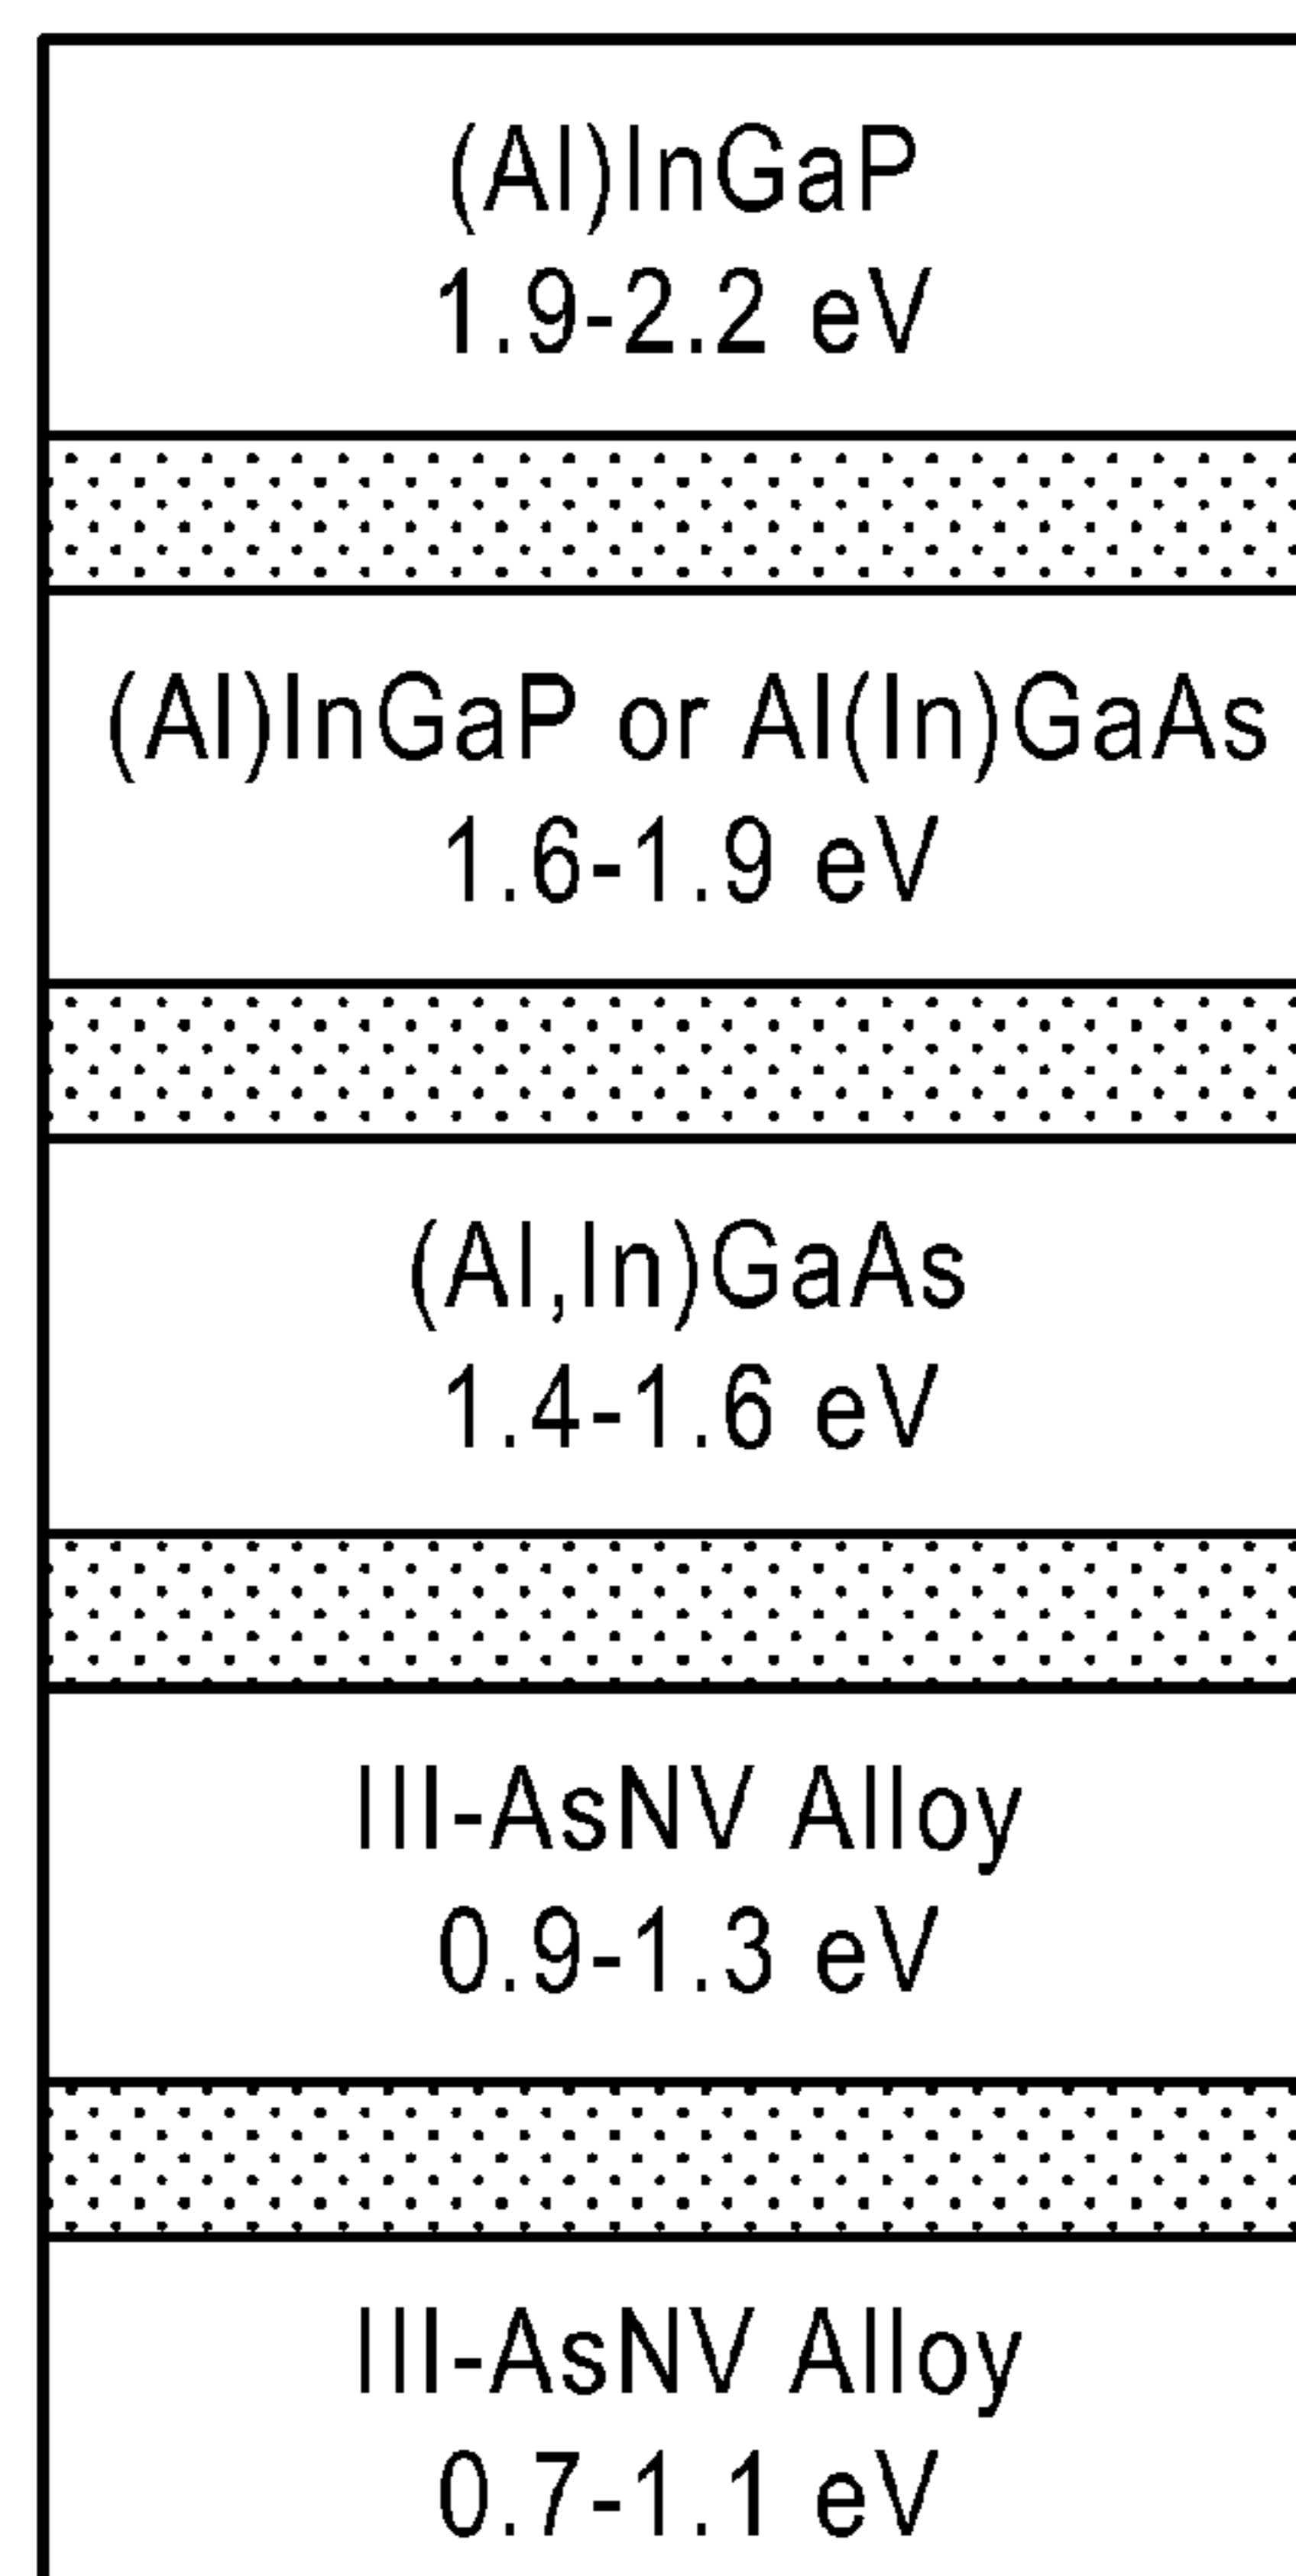 (Al)InGaP
1.9-2.2 eV
(Al)InGaP or Al(In)GaAs
1.6-1.9 eV
(Al,In)GaAs
1.4-1.6 eV
III-AsNV Alloy
0.9-1.3 eV
III-AsNV Alloy
0.7-1.1 eV